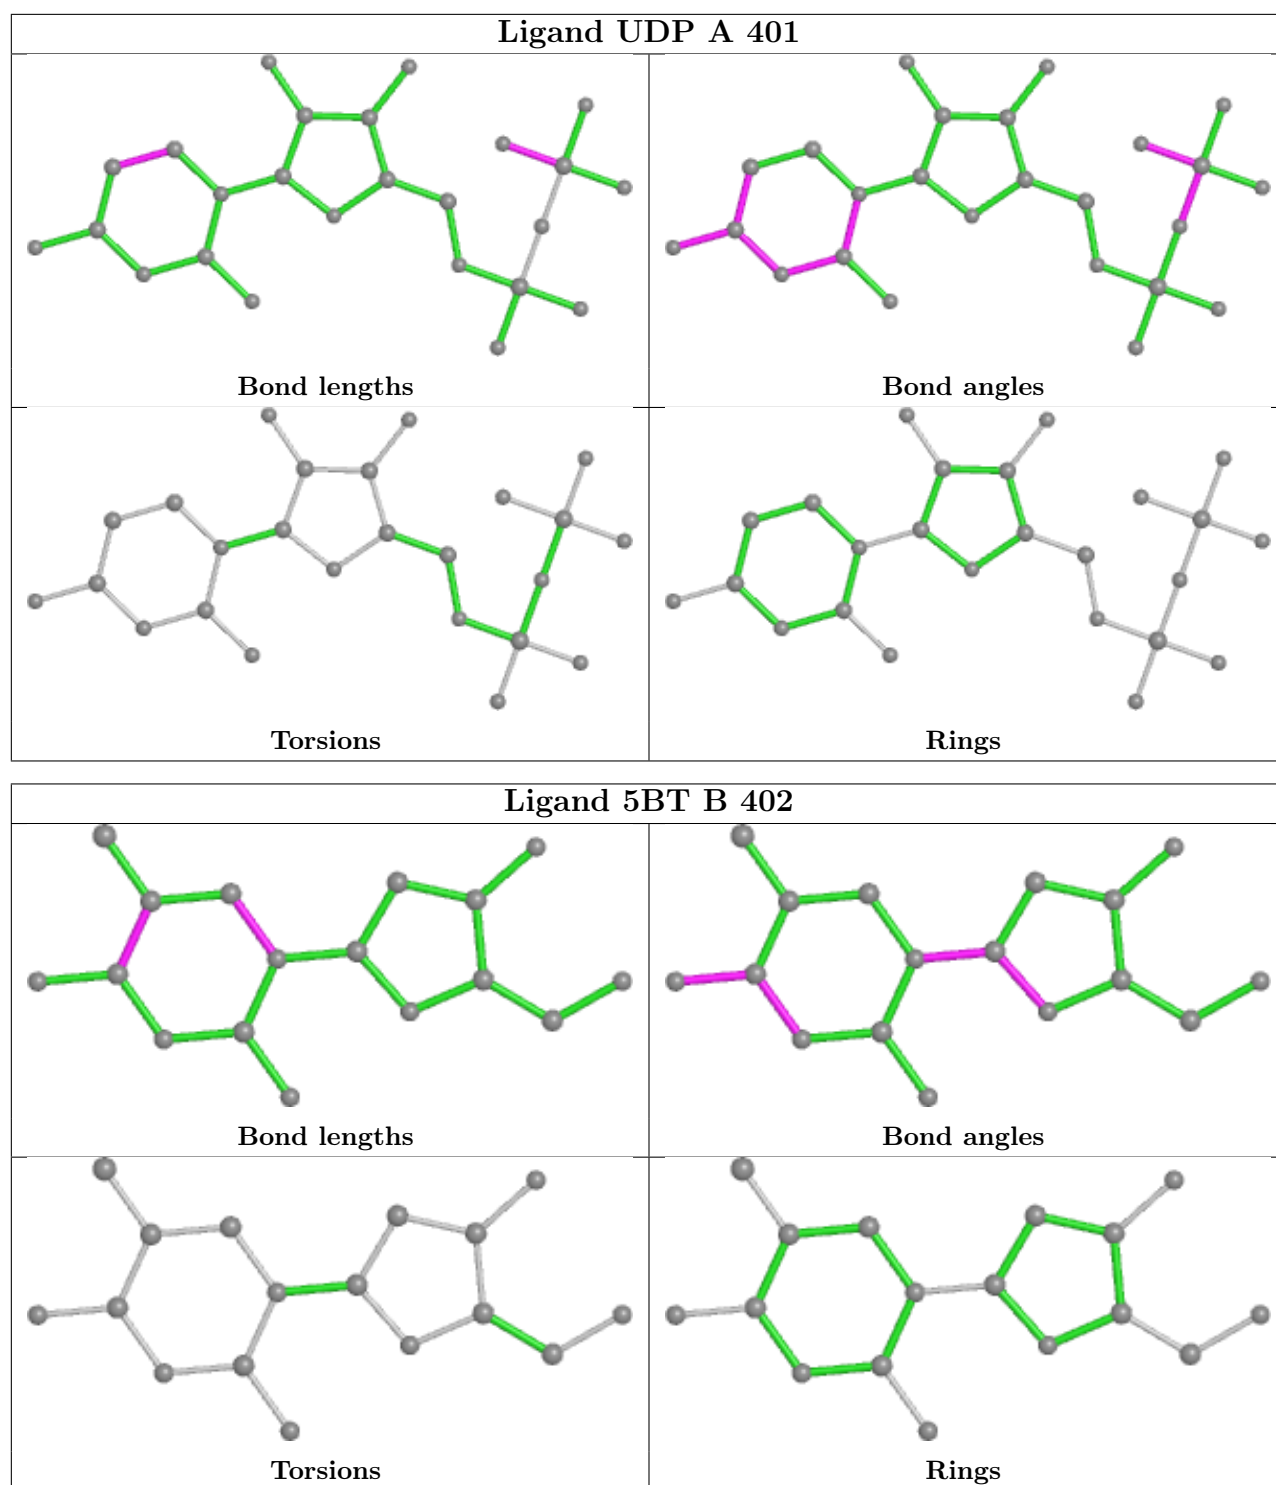 Ligand UDP A 401
Bond lengths
Bond angles
Torsions
Rings
Ligand 5BT B 402
Bond lengths
Bond angles
Torsions
Rings